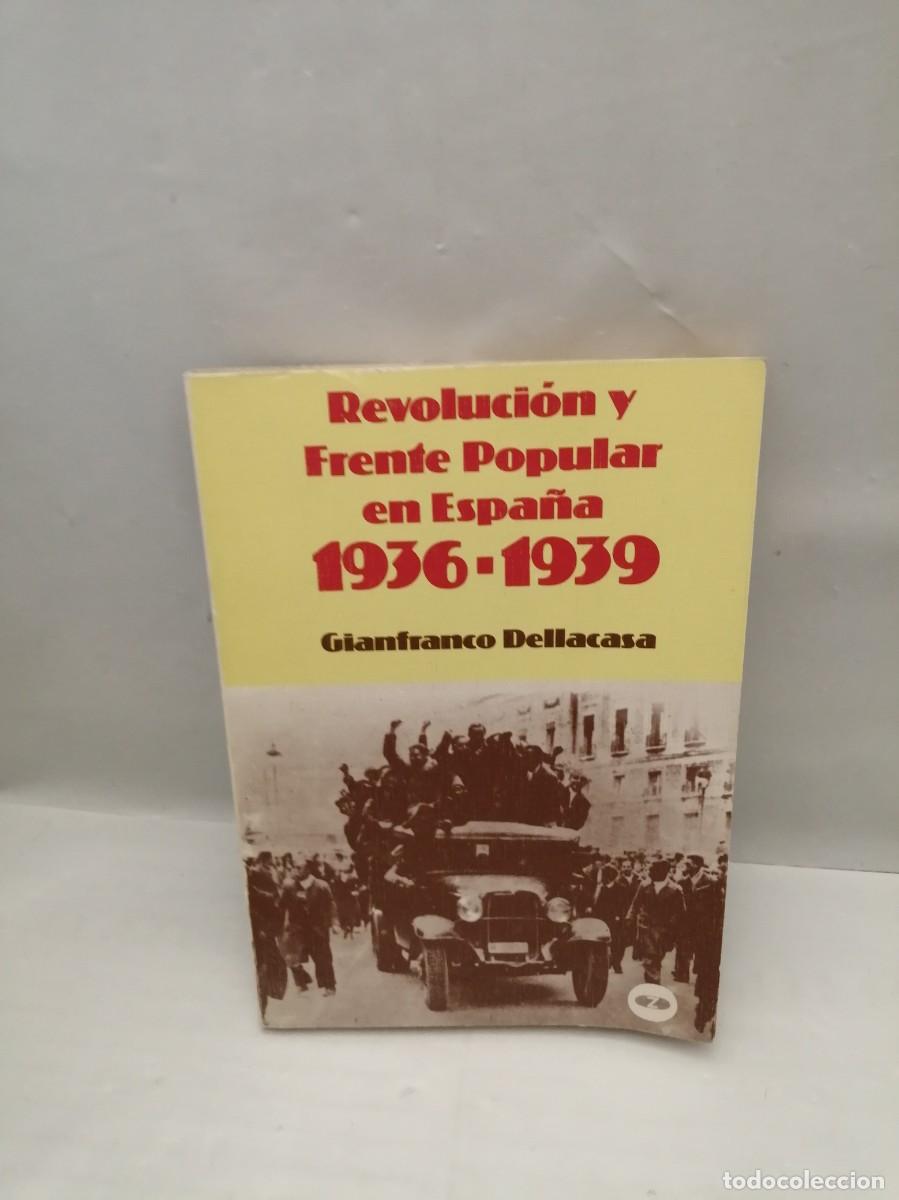 Revolución y
Frente Popular
en España
1936-1939
Gianfranco Dellacasa
Z
todocoleccion